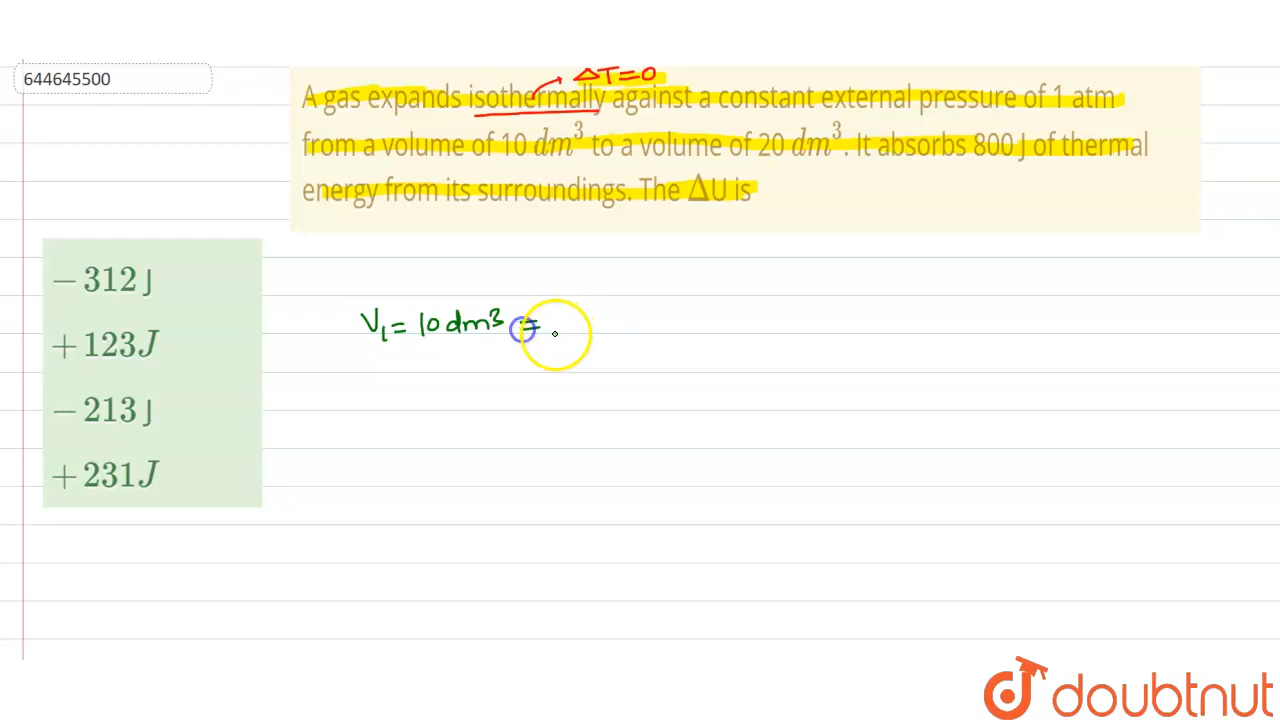 644645500
ΔT=0
A gas expands isothermally against a constant external pressure of 1 atm
from a volume of 10 dm³ to a volume of 20 dm³. It absorbs 800 J of thermal
energy from its surroundings. The ΔU is
− 312 J
+ 123J
− 213 J
+ 231J
V₁ = 10 dm³ =
doubtnut